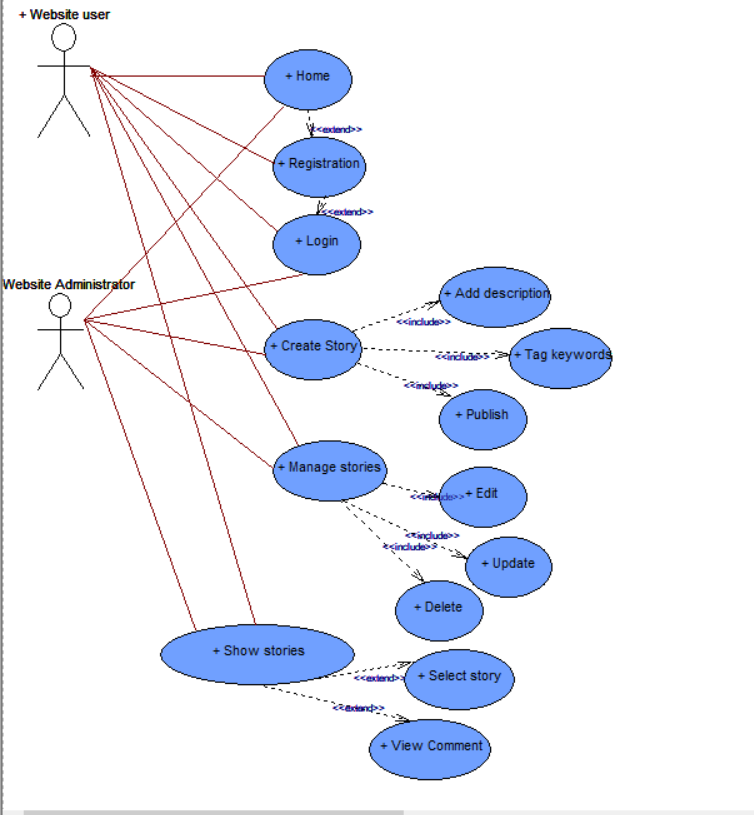 + Website user
+ Home
<<extend>>
+ Registration
<<extend>>
+ Login
Website Administrator
+ Add description
<<include>>
+ Create Story
<<include>>
+ Tag keywords
<<include>>
+ Publish
+ Manage stories
<<include>>
+ Edit
<<include>>
<<include>>
+ Update
+ Delete
+ Show stories
<<extend>>
+ Select story
<<extend>>
+ View Comment